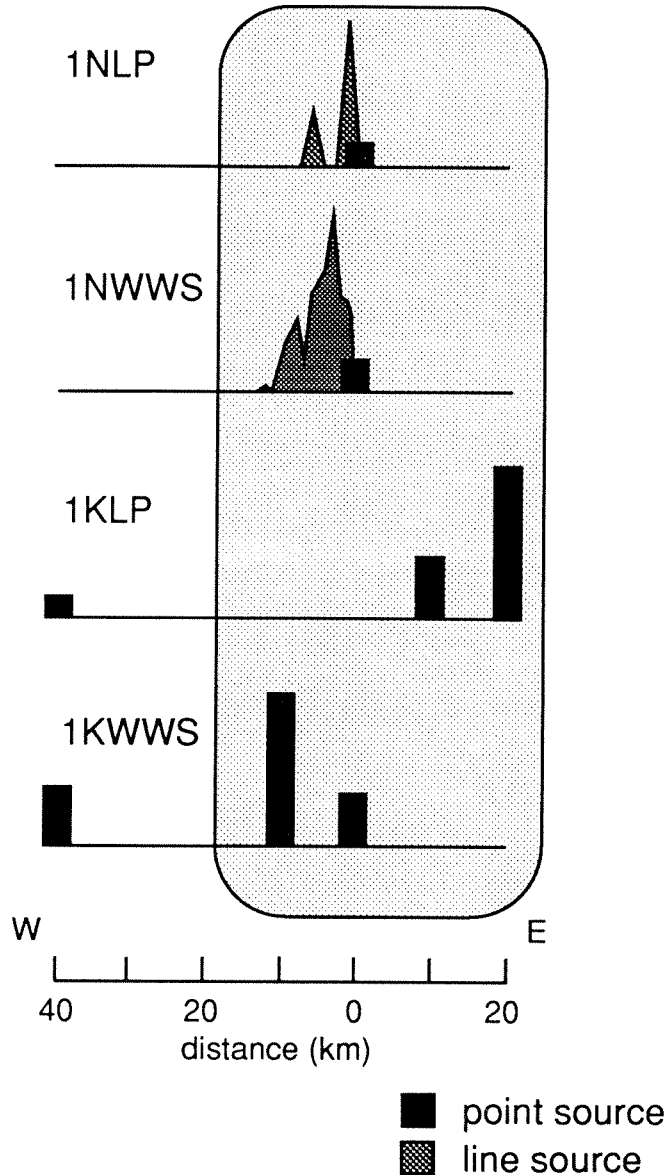 1NLP
1NWWS
1KLP
1KWWS
W E
40 20 0 20
distance (km)
point source
line source